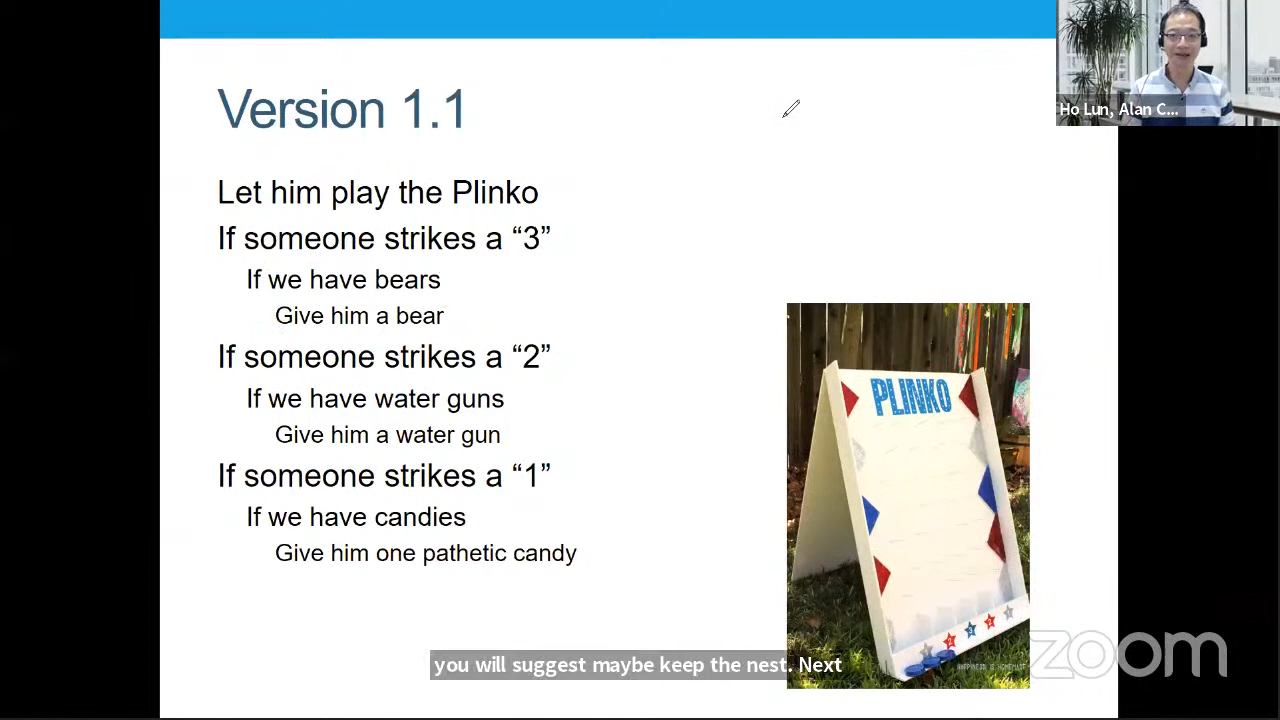 Version 1.1
Ho Lun, Alan C...
Let him play the Plinko
If someone strikes a “3”
If we have bears
Give him a bear
If someone strikes a “2”
If we have water guns
Give him a water gun
If someone strikes a “1”
If we have candies
Give him one pathetic candy
PLINKO
HAPPINESS IS HOMEMADE
you will suggest maybe keep the nest. Next
zoom